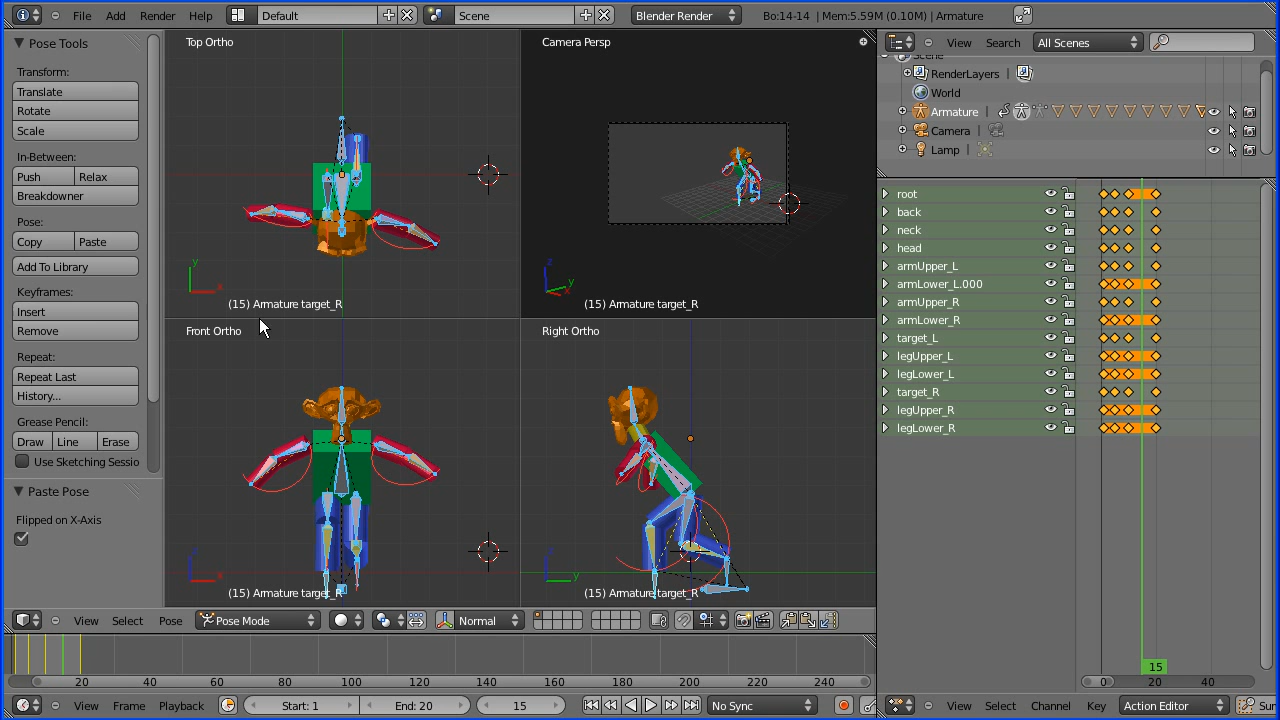 File Add Render Help Default Scene Blender Render Bo:14-14 | Mem:5.59M (0.10M) | Armature
Pose Tools
Transform:
Translate
Rotate
Scale
In-Between:
Push Relax
Breakdowner
Pose:
Copy Paste
Add To Library
Keyframes:
Insert
Remove
Repeat:
Repeat Last
History...
Grease Pencil:
Draw Line Erase
Use Sketching Sessio
Paste Pose
Flipped on X-Axis
Top Ortho
y
x
(15) Armature target_R
Camera Persp
z
y
x
(15) Armature target_R
Front Ortho
x
(15) Armature target_R
Right Ortho
y
(15) Armature target_R
View Select Pose Pose Mode Normal
20 40 60 80 100 120 140 160 180 200 220 240
View Frame Playback Start: 1 End: 20 15 No Sync
View Search All Scenes
Scene
RenderLayers |
World
Armature |
Camera |
Lamp |
root
back
neck
head
armUpper_L
armLower_L.000
armUpper_R
armLower_R
target_L
legUpper_L
legLower_L
target_R
legUpper_R
legLower_R
15
0 20 40
View Select Channel Key Action Editor Sur